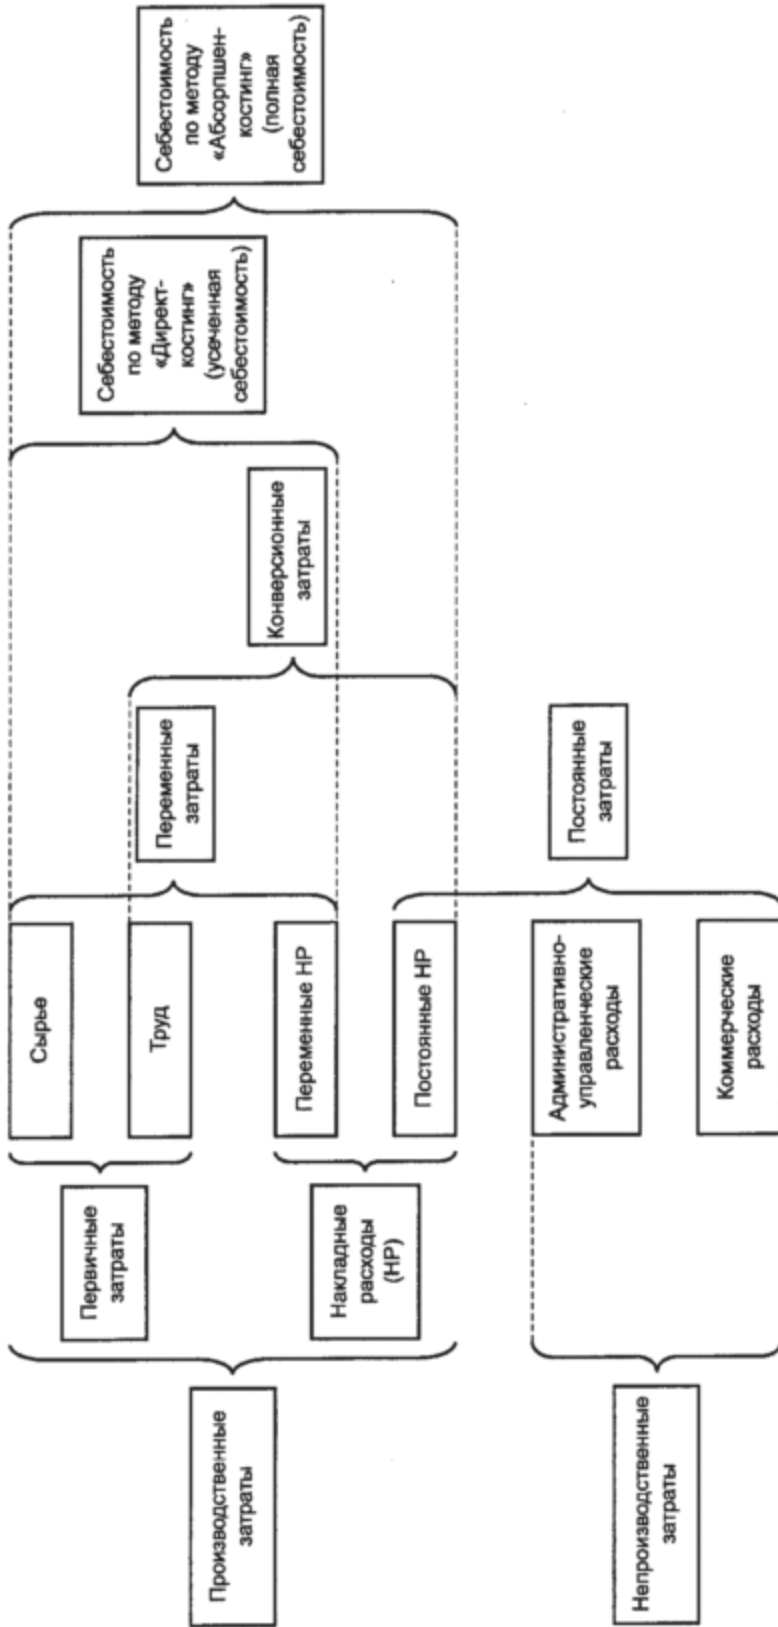 Производственные
затраты
Непроизводственные
затраты
Первичные
затраты
Накладные
расходы
(НР)
Сырье
Труд
Переменные НР
Постоянные НР
Административно-
управленческие
расходы
Коммерческие
расходы
Переменные
затраты
Постоянные
затраты
Конверсионные
затраты
Себестоимость
по методу
«Директ-
костинг»
(усеченная
себестоимость)
Себестоимость
по методу
«Абсорпшен-
костинг»
(полная
себестоимость)